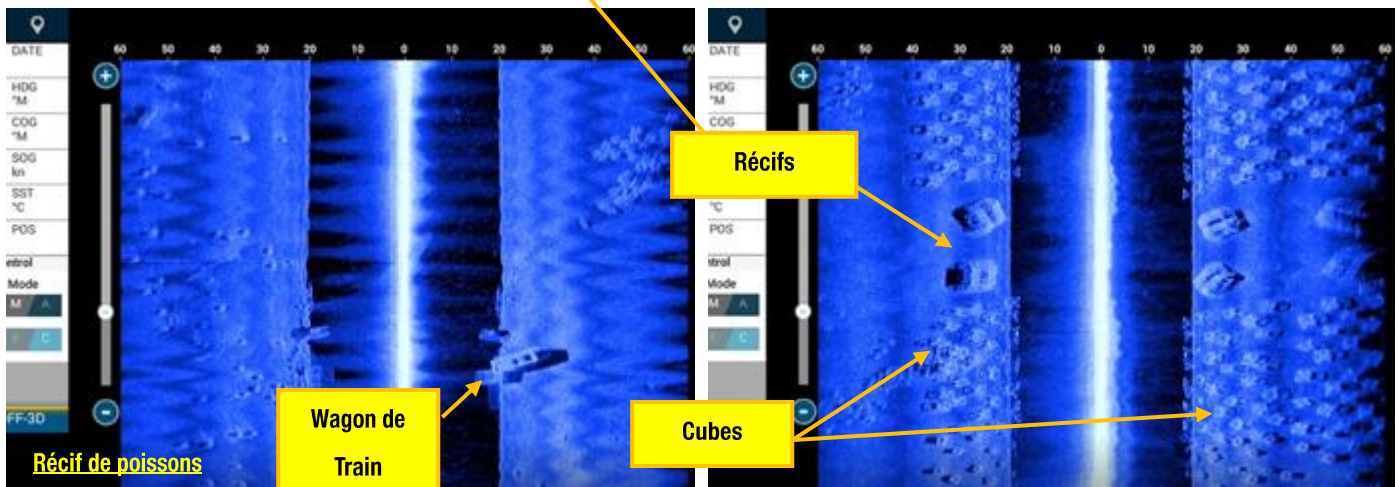 DATE
HDG
°M
COG
°M
SOG
kn
SST
°C
POS
ntrol
Mode
M A
C
FF-3D
60 50 40 30 20 10 0 10 20 30 40 50 60
Wagon de
Train
Récif de poissons
Récifs
Cubes
DATE
HDG
°M
COG
°C
POS
ntrol
Mode
M A
C
60 50 40 30 20 10 0 10 20 30 40 50 60